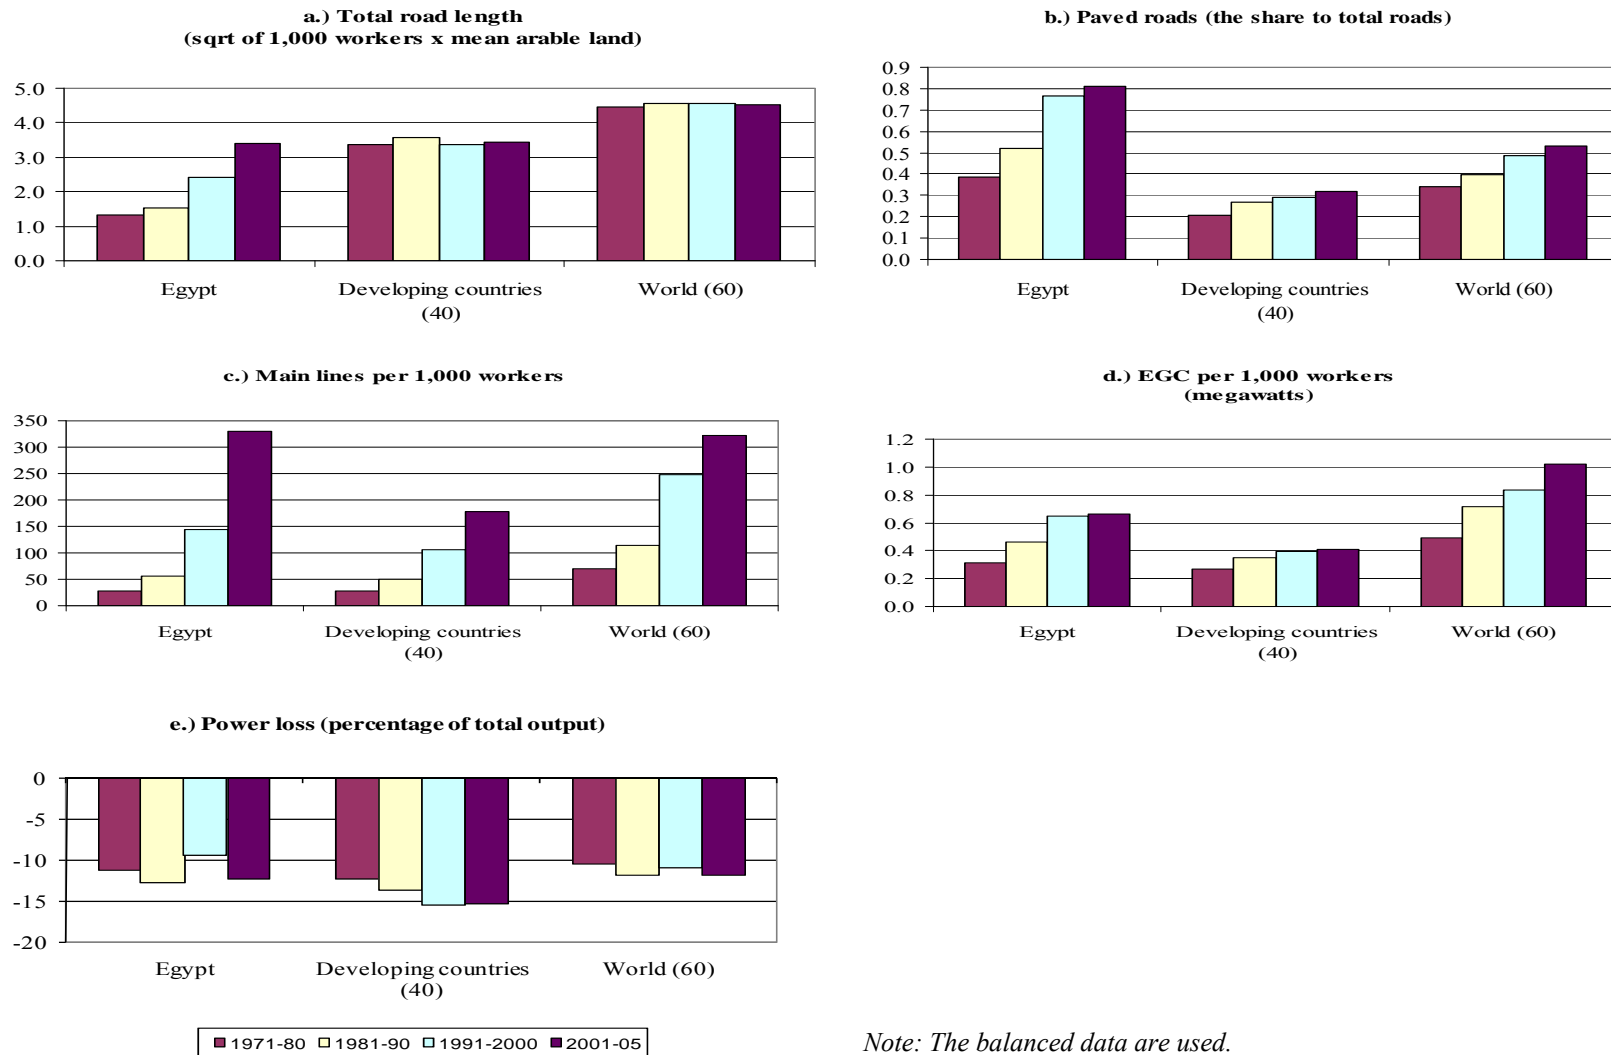 a.) Total road length
(sqrt of 1,000 workers x mean arable land)
5.0
4.0
3.0
2.0
1.0
0.0
Egypt
Developing countries
(40)
World (60)
b.) Paved roads (the share to total roads)
0.9
0.8
0.7
0.6
0.5
0.4
0.3
0.2
0.1
0.0
Egypt
Developing countries
(40)
World (60)
c.) Main lines per 1,000 workers
350
300
250
200
150
100
50
0
Egypt
Developing countries
(40)
World (60)
d.) EGC per 1,000 workers
(megawatts)
1.2
1.0
0.8
0.6
0.4
0.2
0.0
Egypt
Developing countries
(40)
World (60)
e.) Power loss (percentage of total output)
0
-5
-10
-15
-20
Egypt
Developing countries
(40)
World (60)
1971-80 1981-90 1991-2000 2001-05
Note: The balanced data are used.